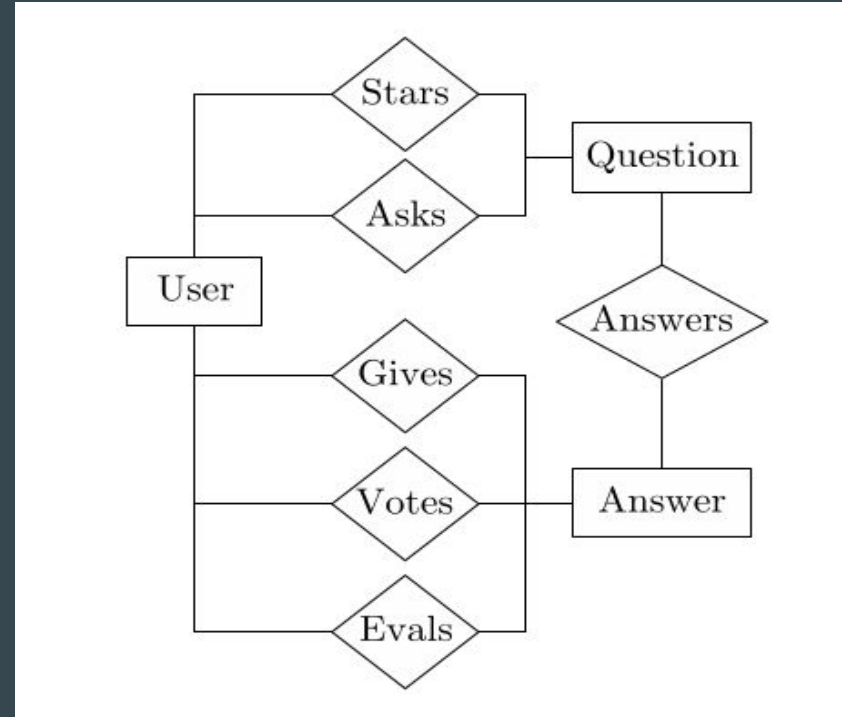 Stars
Question
Asks
User
Answers
Gives
Votes
Answer
Evals